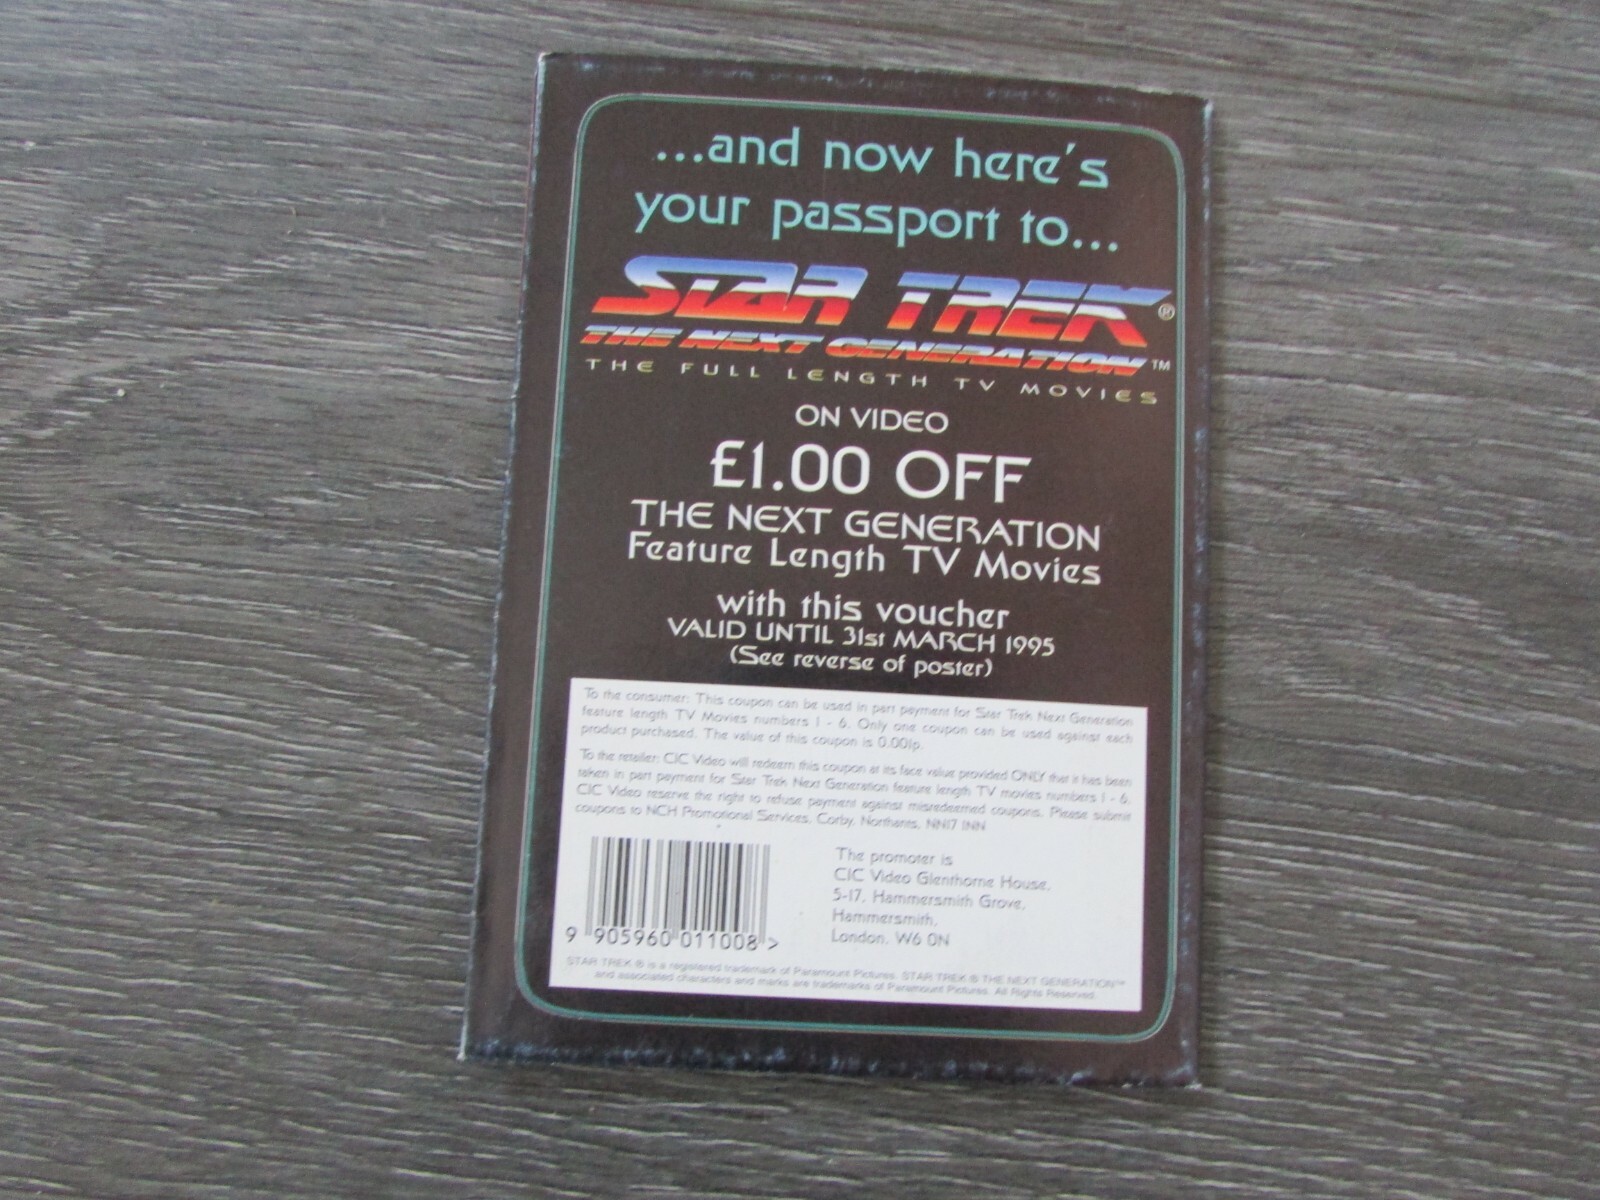 ...and now here's
your passport to...
STAR TREK®
THE NEXT GENERATION™
THE FULL LENGTH TV MOVIES
ON VIDEO
£1.00 OFF
THE NEXT GENERATION
Feature Length TV Movies
with this voucher
VALID UNTIL 31st MARCH 1995
(See reverse of poster)
To the consumer: This coupon can be used in part payment for Star Trek Next Generation
feature length TV Movies numbers 1 - 6. Only one coupon can be used against each
product purchased. The value of this coupon is 0.001p.
To the retailer: CIC Video will redeem this coupon at its face value provided ONLY that it has been
taken in part payment for Star Trek Next Generation feature length TV movies numbers 1 - 6.
CIC Video reserve the right to refuse payment against misredeemed coupons. Please submit
coupons to NCH Promotional Services, Corby, Northants, NN17 1NN
The promoter is
CIC Video Glenthorne House,
5-17, Hammersmith Grove,
Hammersmith,
London. W6 0N
9 905960 011008 >
STAR TREK ® is a registered trademark of Paramount Pictures. STAR TREK ® THE NEXT GENERATION™
and associated characters and marks are trademarks of Paramount Pictures. All Rights Reserved.